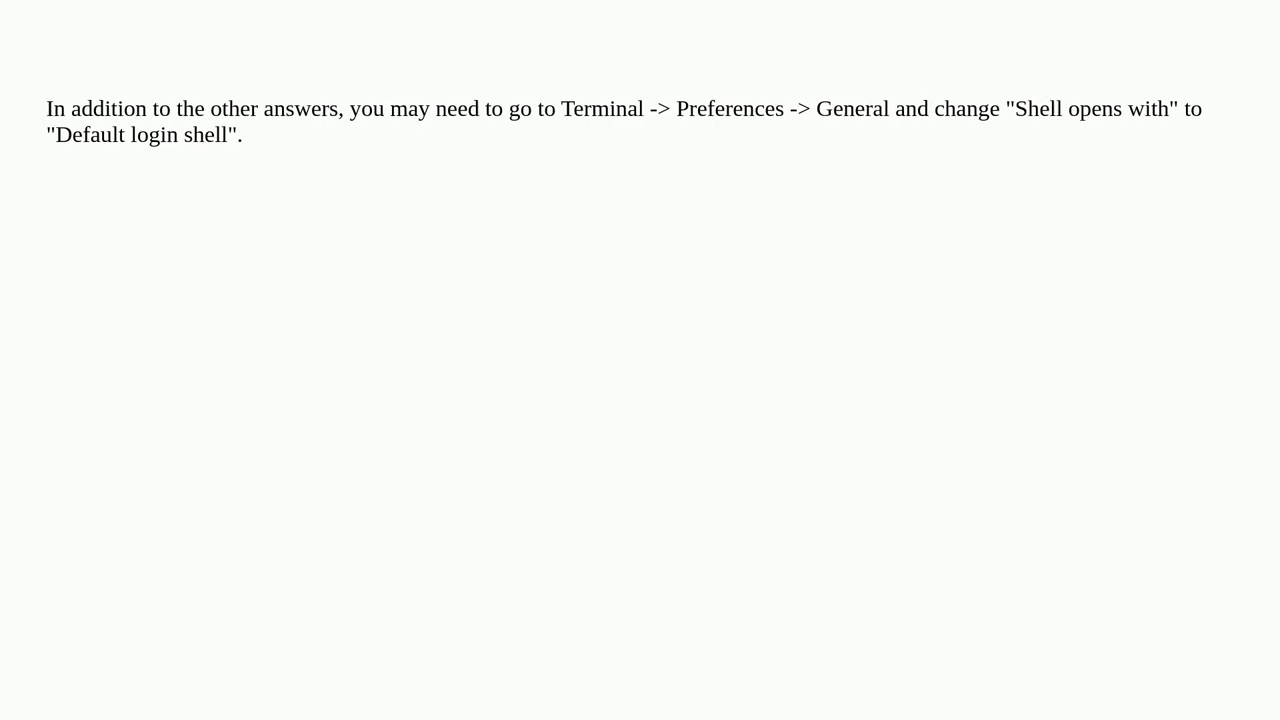 In addition to the other answers, you may need to go to Terminal -> Preferences -> General and change "Shell opens with" to
"Default login shell".